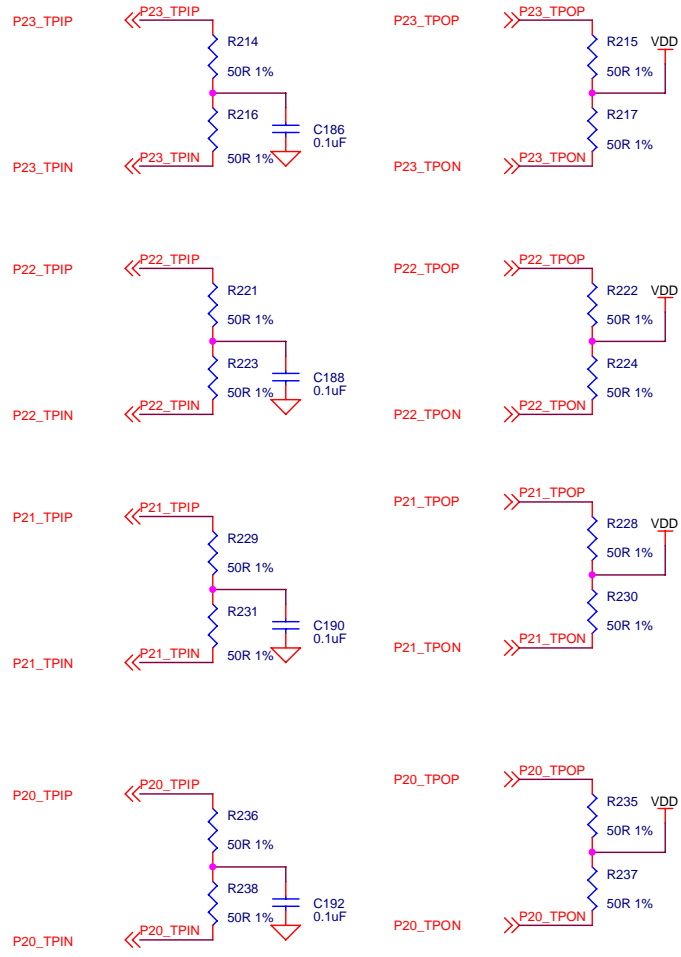 P23_TPIP
P23_TPIP
R214
50R 1%
R216
50R 1%
C186
0.1uF
P23_TPIN
P23_TPIN
P23_TPOP
P23_TPOP
R215
VDD
50R 1%
R217
50R 1%
P23_TPON
P23_TPON
P22_TPIP
P22_TPIP
R221
50R 1%
R223
50R 1%
C188
0.1uF
P22_TPIN
P22_TPIN
P22_TPOP
P22_TPOP
R222
VDD
50R 1%
R224
50R 1%
P22_TPON
P22_TPON
P21_TPIP
P21_TPIP
R229
50R 1%
R231
50R 1%
C190
0.1uF
P21_TPIN
P21_TPIN
P21_TPOP
P21_TPOP
R228
VDD
50R 1%
R230
50R 1%
P21_TPON
P21_TPON
P20_TPIP
P20_TPIP
R236
50R 1%
R238
50R 1%
C192
0.1uF
P20_TPIN
P20_TPIN
P20_TPOP
P20_TPOP
R235
VDD
50R 1%
R237
50R 1%
P20_TPON
P20_TPON